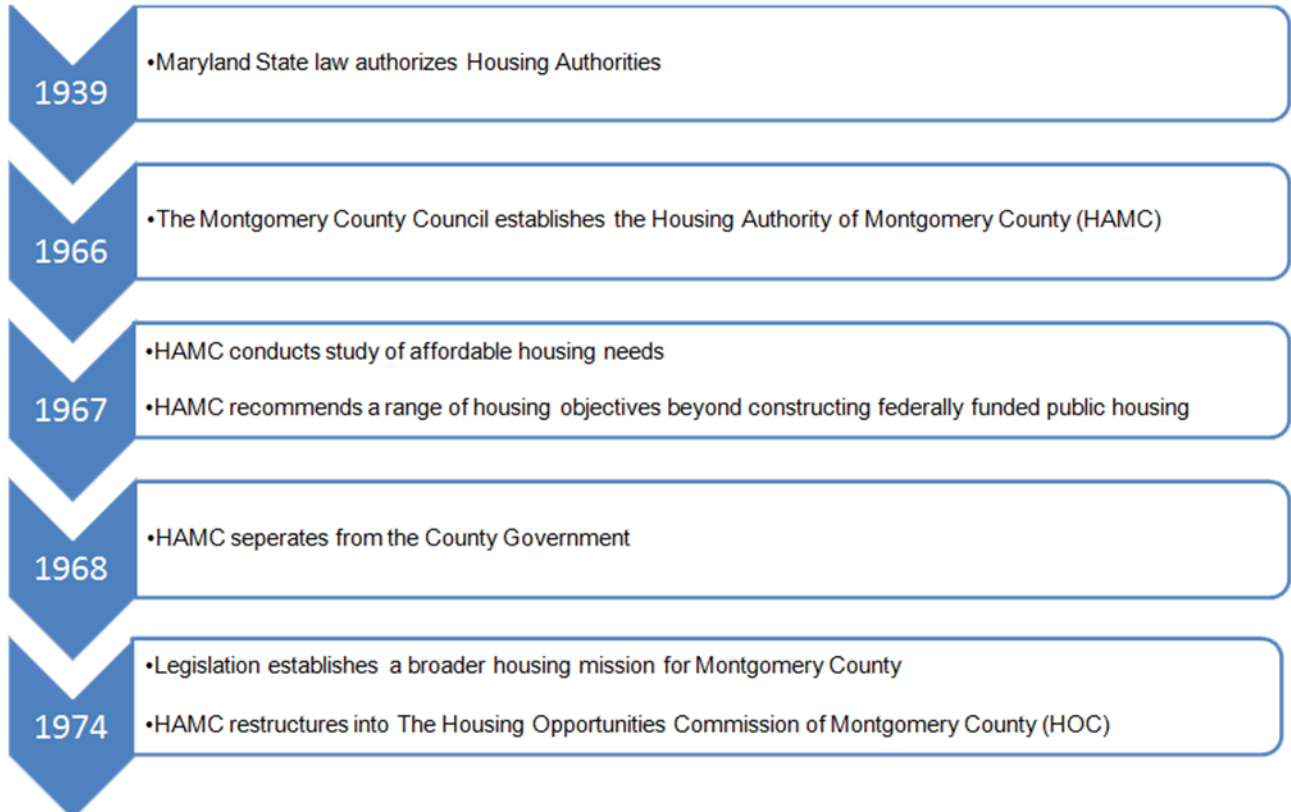 1939
•Maryland State law authorizes Housing Authorities
1966
•The Montgomery County Council establishes the Housing Authority of Montgomery County (HAMC)
1967
•HAMC conducts study of affordable housing needs
•HAMC recommends a range of housing objectives beyond constructing federally funded public housing
1968
•HAMC seperates from the County Government
1974
•Legislation establishes a broader housing mission for Montgomery County
•HAMC restructures into The Housing Opportunities Commission of Montgomery County (HOC)